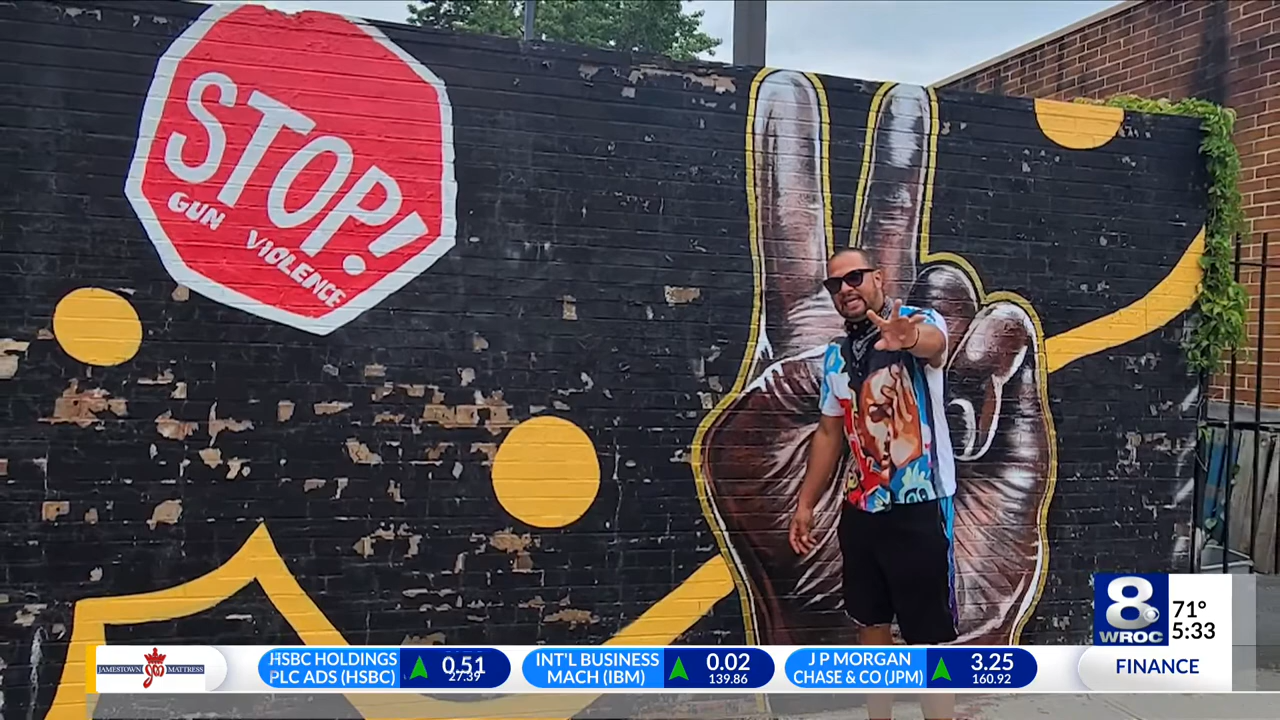 STOP!
GUN VIOLENCE
8
WROC
71°
5:33
JAMESTOWN MATTRESS
HSBC HOLDINGS
PLC ADS (HSBC)
0.51
27.39
INT'L BUSINESS
MACH (IBM)
0.02
139.86
J P MORGAN
CHASE & CO (JPM)
3.25
160.92
FINANCE